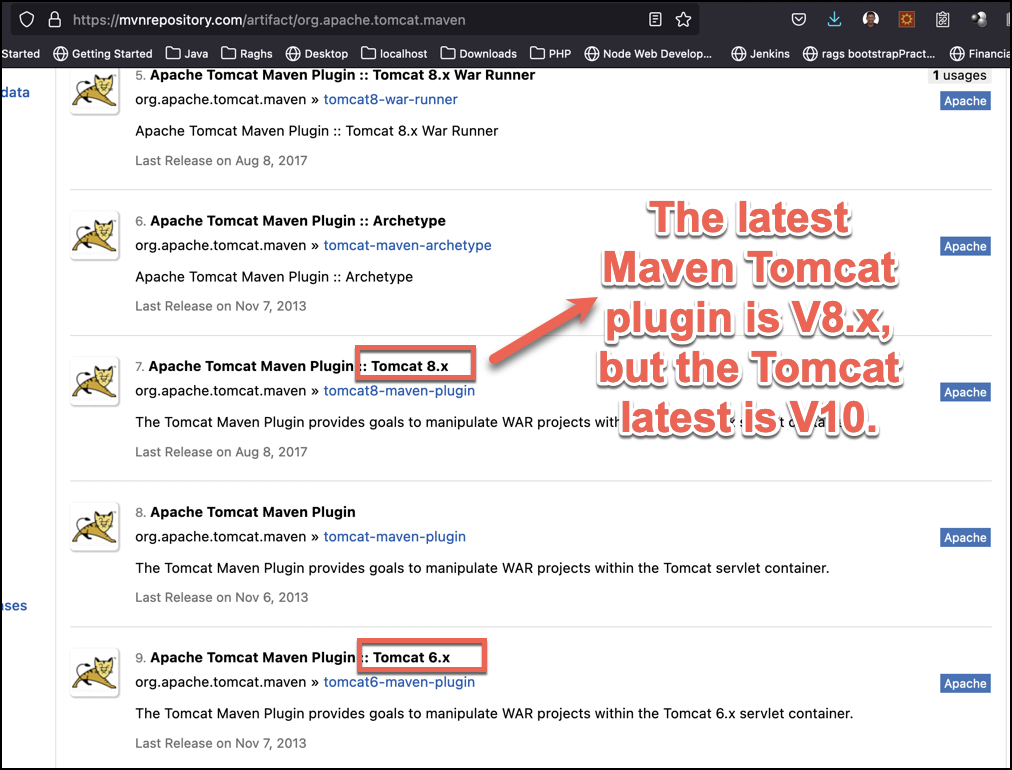 https://mvnrepository.com/artifact/org.apache.tomcat.maven
Started Getting Started Java Raghs Desktop localhost Downloads PHP Node Web Develop... Jenkins rags bootstrapPract... Financia
data
5. Apache Tomcat Maven Plugin :: Tomcat 8.x War Runner
1 usages
org.apache.tomcat.maven » tomcat8-war-runner
Apache
Apache Tomcat Maven Plugin :: Tomcat 8.x War Runner
Last Release on Aug 8, 2017
6. Apache Tomcat Maven Plugin :: Archetype
org.apache.tomcat.maven » tomcat-maven-archetype
Apache
Apache Tomcat Maven Plugin :: Archetype
Last Release on Nov 7, 2013
The latest
Maven Tomcat
plugin is V8.x,
but the Tomcat
latest is V10.
7. Apache Tomcat Maven Plugin :: Tomcat 8.x
org.apache.tomcat.maven » tomcat8-maven-plugin
Apache
The Tomcat Maven Plugin provides goals to manipulate WAR projects
Last Release on Aug 8, 2017
8. Apache Tomcat Maven Plugin
org.apache.tomcat.maven » tomcat-maven-plugin
Apache
The Tomcat Maven Plugin provides goals to manipulate WAR projects within the Tomcat servlet container.
Last Release on Nov 6, 2013
ases
9. Apache Tomcat Maven Plugin :: Tomcat 6.x
org.apache.tomcat.maven » tomcat6-maven-plugin
Apache
The Tomcat Maven Plugin provides goals to manipulate WAR projects within the Tomcat 6.x servlet container.
Last Release on Nov 7, 2013